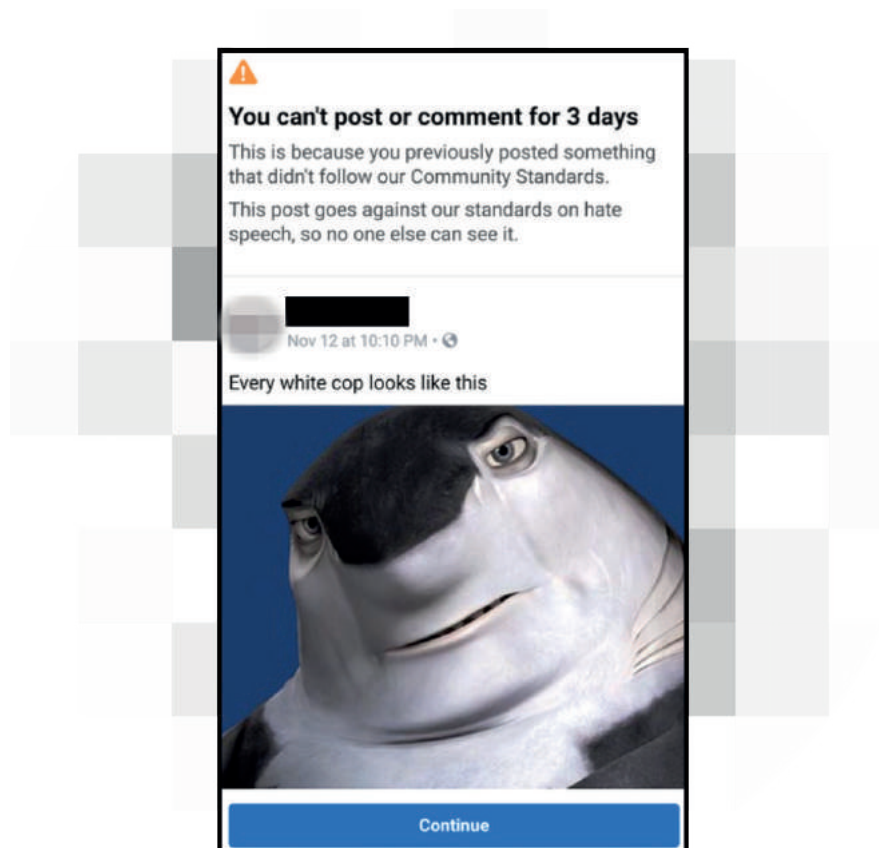 You can't post or comment for 3 days
This is because you previously posted something
that didn't follow our Community Standards.
This post goes against our standards on hate
speech, so no one else can see it.
Nov 12 at 10:10 PM •
Every white cop looks like this
Continue